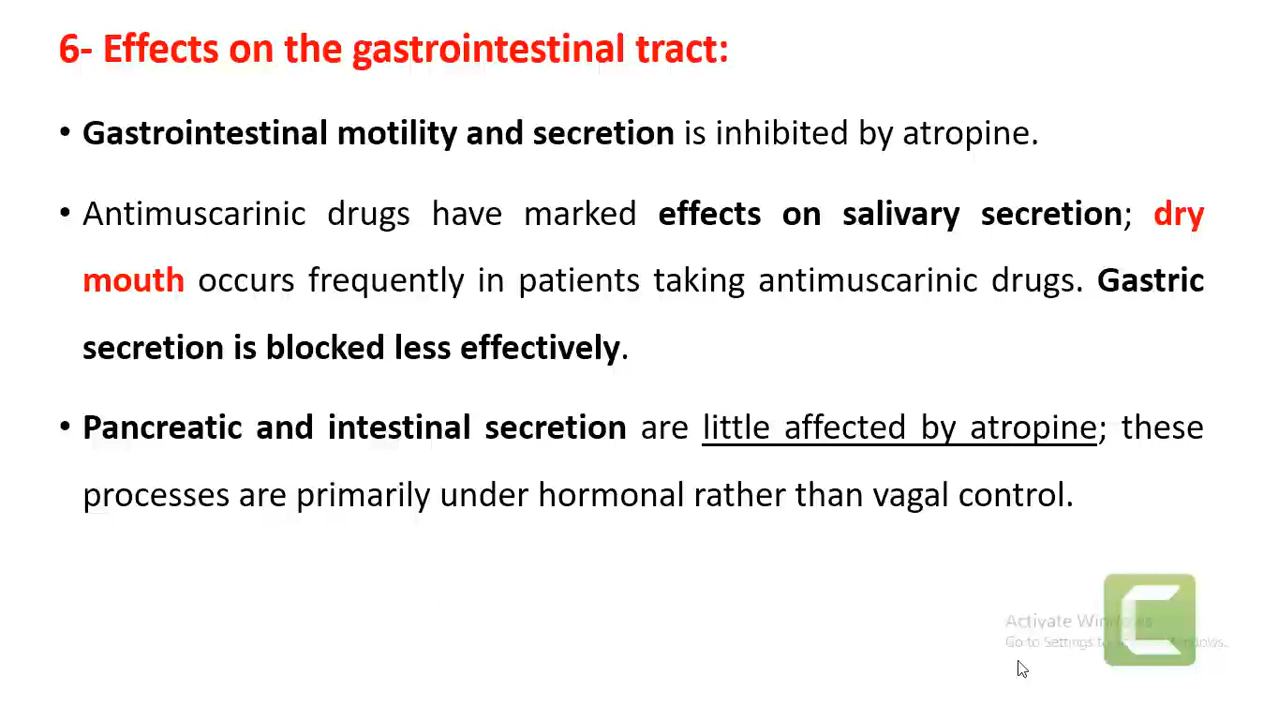 6- Effects on the gastrointestinal tract:
• Gastrointestinal motility and secretion is inhibited by atropine.
• Antimuscarinic drugs have marked effects on salivary secretion; dry
mouth occurs frequently in patients taking antimuscarinic drugs. Gastric
secretion is blocked less effectively.
• Pancreatic and intestinal secretion are little affected by atropine; these
processes are primarily under hormonal rather than vagal control.
Activate Windows
Go to Settings to Windows.